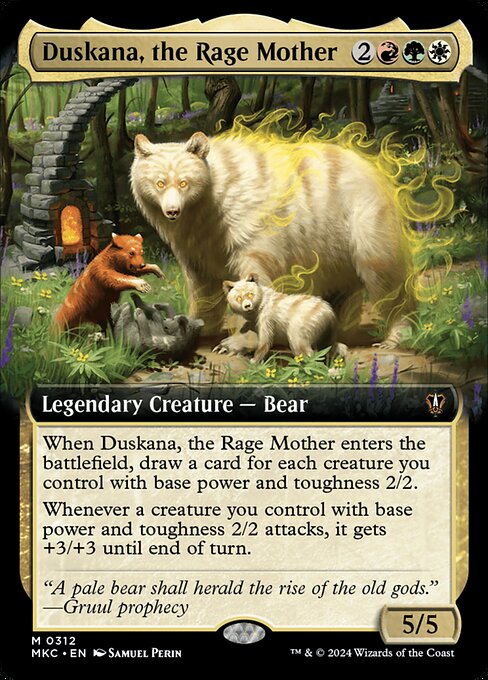 Duskana, the Rage Mother 2
Legendary Creature — Bear
When Duskana, the Rage Mother enters the
battlefield, draw a card for each creature you
control with base power and toughness 2/2.
Whenever a creature you control with base
power and toughness 2/2 attacks, it gets
+3/+3 until end of turn.
“A pale bear shall herald the rise of the old gods.”
—Gruul prophecy
5/5
M 0312
MKC • EN Samuel Perin
™ & © 2024 Wizards of the Coast